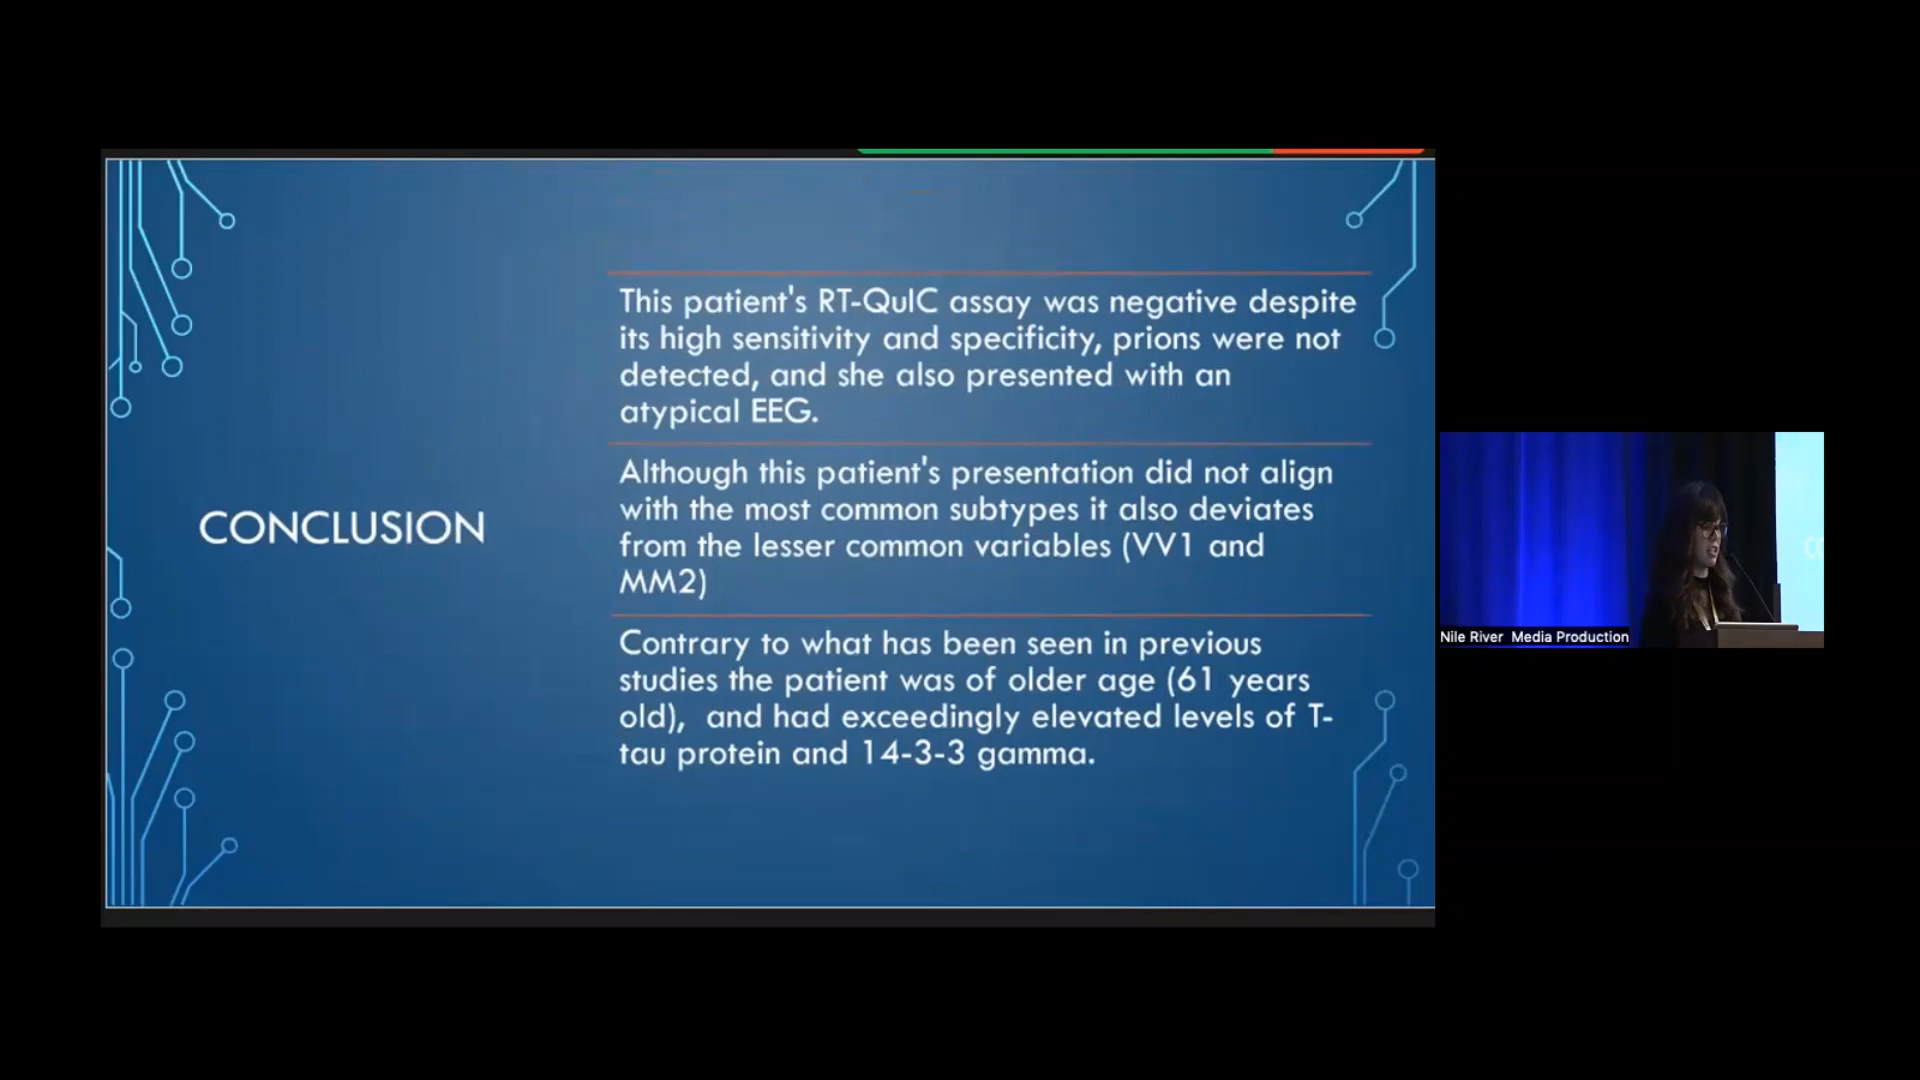 This patient's RT-QuIC assay was negative despite
its high sensitivity and specificity, prions were not
detected, and she also presented with an
atypical EEG.
CONCLUSION
Although this patient's presentation did not align
with the most common subtypes it also deviates
from the lesser common variables (VV1 and
MM2)
Contrary to what has been seen in previous
studies the patient was of older age (61 years
old),  and had exceedingly elevated levels of T-
tau protein and 14-3-3 gamma.
Nile River  Media Production